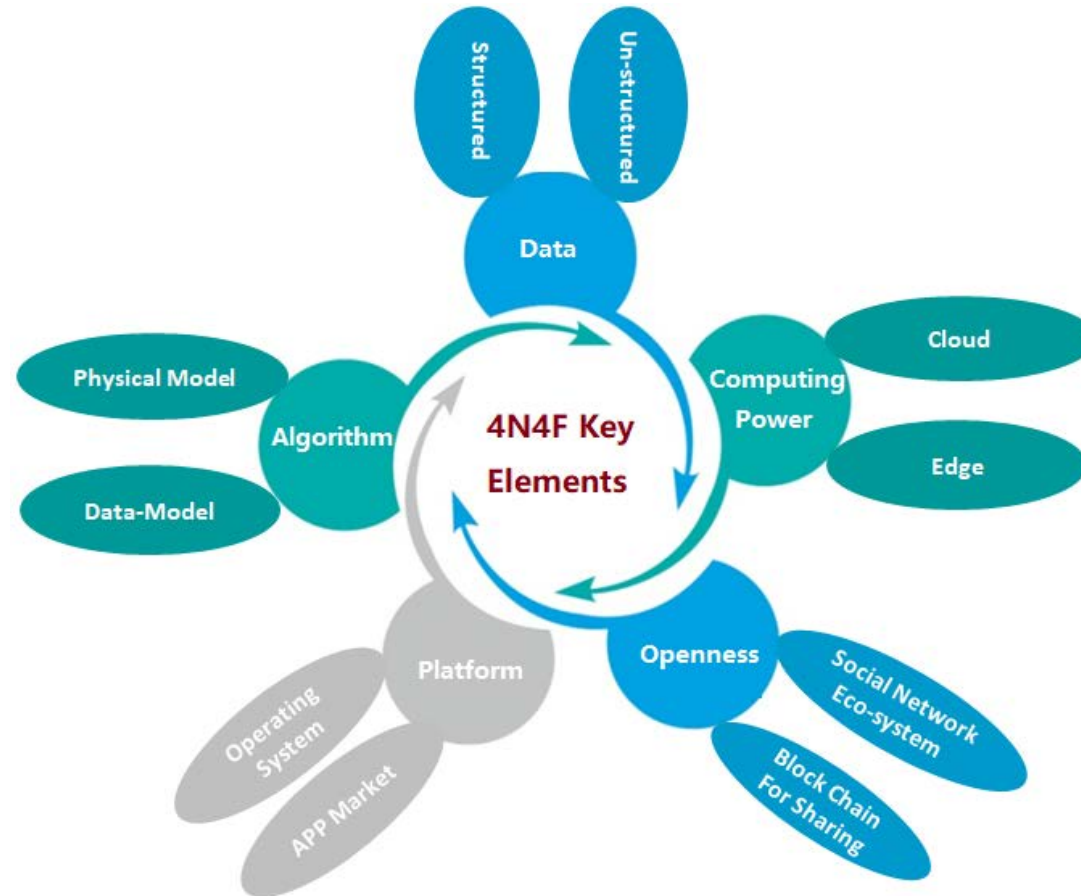 Structured
Un-structured
Data
Cloud
Computing
Power
Edge
Physical Model
Algorithm
Data-Model
4N4F Key
Elements
Openness
Social Network
Eco-system
Block Chain
For Sharing
Platform
Operating
System
APP Market